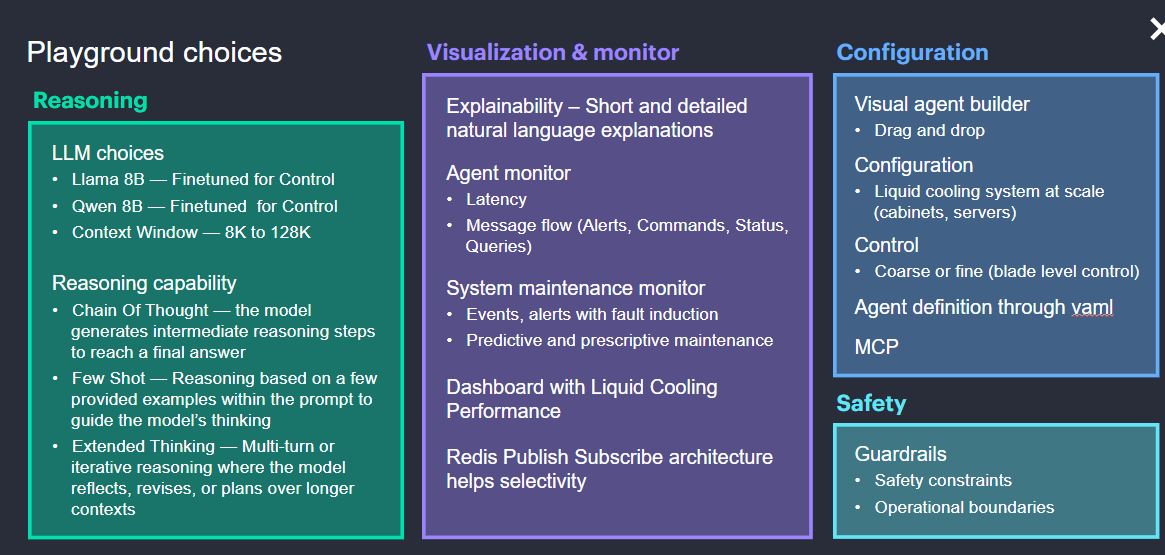 Playground choices
Reasoning
LLM choices
• Llama 8B — Finetuned for Control
• Qwen 8B — Finetuned  for Control
• Context Window — 8K to 128K
Reasoning capability
• Chain Of Thought — the model
generates intermediate reasoning steps
to reach a final answer
• Few Shot — Reasoning based on a few
provided examples within the prompt to
guide the model’s thinking
• Extended Thinking — Multi-turn or
iterative reasoning where the model
reflects, revises, or plans over longer
contexts
Visualization & monitor
Explainability – Short and detailed
natural language explanations
Agent monitor
• Latency
• Message flow (Alerts, Commands, Status,
Queries)
System maintenance monitor
• Events, alerts with fault induction
• Predictive and prescriptive maintenance
Dashboard with Liquid Cooling
Performance
Redis Publish Subscribe architecture
helps selectivity
Configuration
Visual agent builder
• Drag and drop
Configuration
• Liquid cooling system at scale
(cabinets, servers)
Control
• Coarse or fine (blade level control)
Agent definition through yaml
MCP
Safety
Guardrails
• Safety constraints
• Operational boundaries